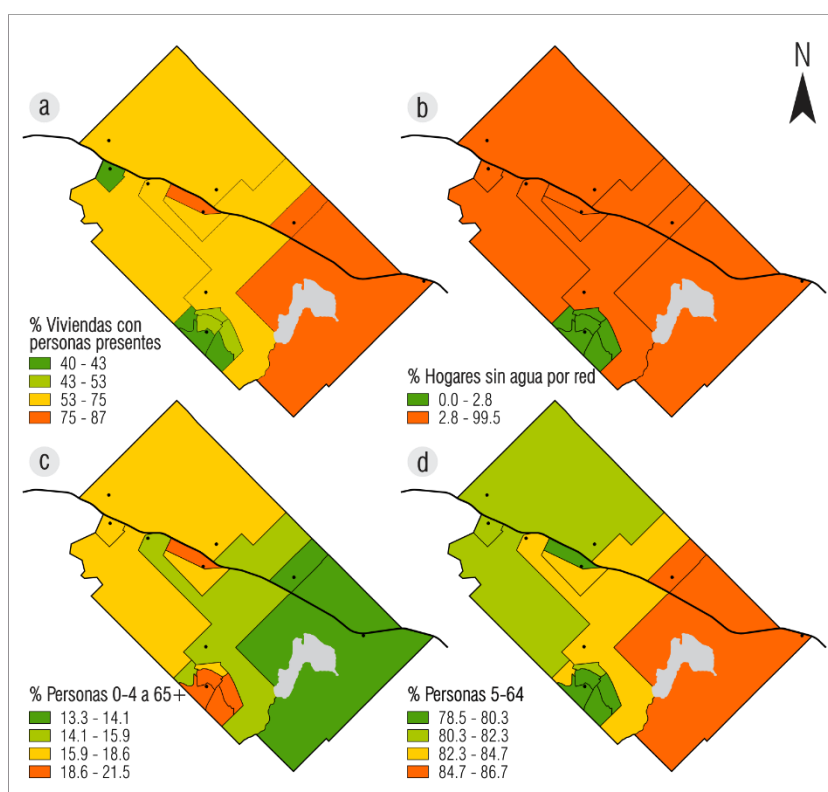 a
b
N
% Viviendas con
personas presentes
40 - 43
43 - 53
53 - 75
75 - 87
% Hogares sin agua por red
0.0 - 2.8
2.8 - 99.5
c
d
% Personas 0-4 a 65+
13.3 - 14.1
14.1 - 15.9
15.9 - 18.6
18.6 - 21.5
% Personas 5-64
78.5 - 80.3
80.3 - 82.3
82.3 - 84.7
84.7 - 86.7